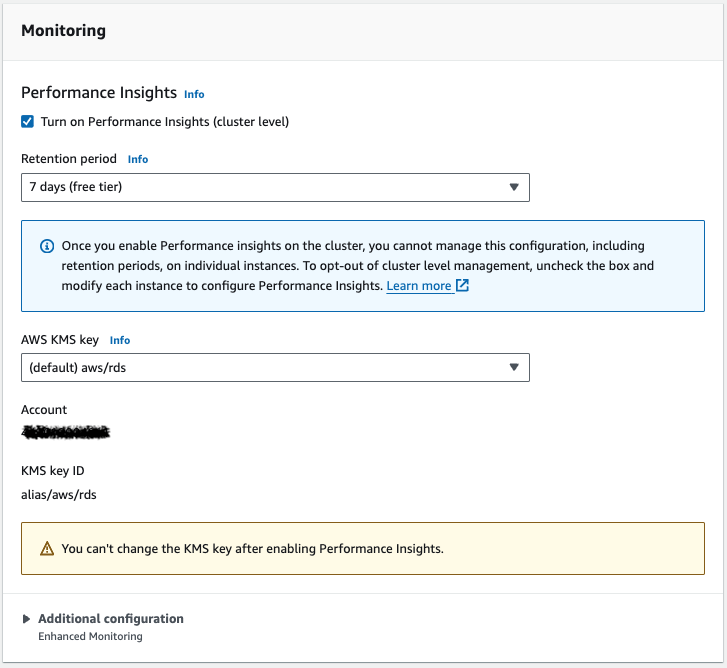 Monitoring
Performance Insights Info
Turn on Performance Insights (cluster level)
Retention period Info
7 days (free tier)
Once you enable Performance insights on the cluster, you cannot manage this configuration, including
retention periods, on individual instances. To opt-out of cluster level management, uncheck the box and
modify each instance to configure Performance Insights. Learn more
AWS KMS key Info
(default) aws/rds
Account
KMS key ID
alias/aws/rds
You can't change the KMS key after enabling Performance Insights.
Additional configuration
Enhanced Monitoring